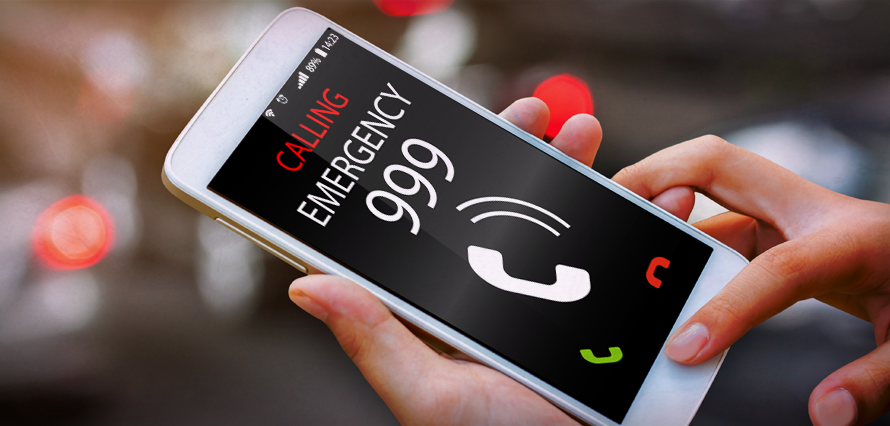 89% 14:23
CALLING
EMERGENCY
999